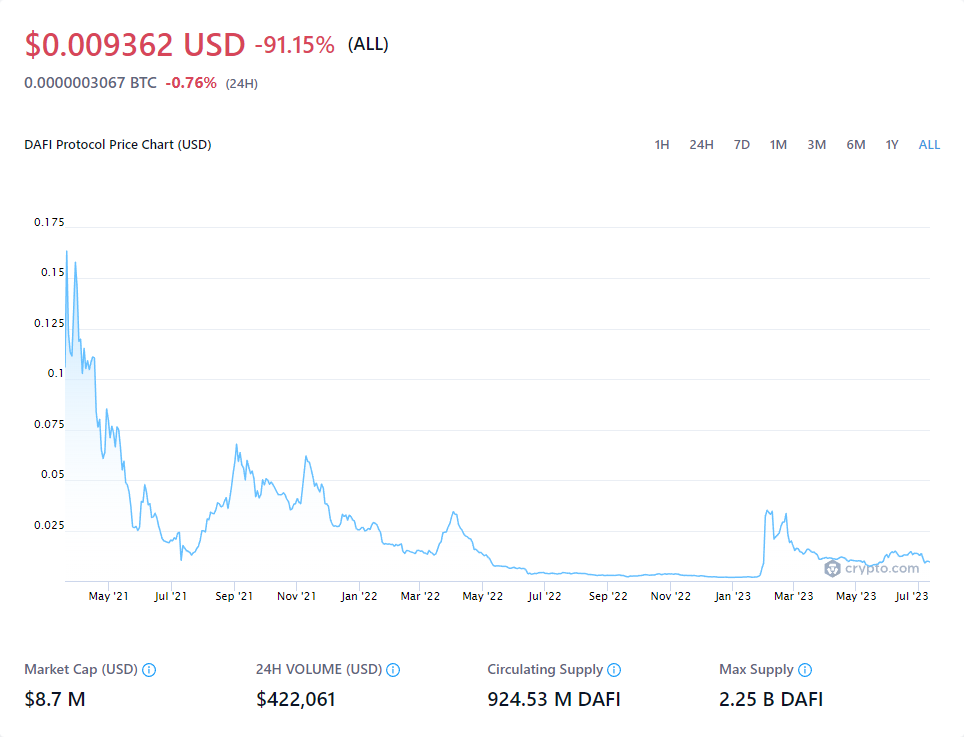 $0.009362 USD -91.15% (ALL)
0.0000003067 BTC -0.76% (24H)
DAFI Protocol Price Chart (USD) 1H 24H 7D 1M 3M 6M 1Y ALL
0.175
0.15
0.125
0.1
0.075
0.05
0.025
crypto.com
May '21 Jul '21 Sep '21 Nov '21 Jan '22 Mar '22 May '22 Jul '22 Sep '22 Nov '22 Jan '23 Mar '23 May '23 Jul '23
Market Cap (USD) 24H VOLUME (USD) Circulating Supply Max Supply
$8.7 M $422,061 924.53 M DAFI 2.25 B DAFI